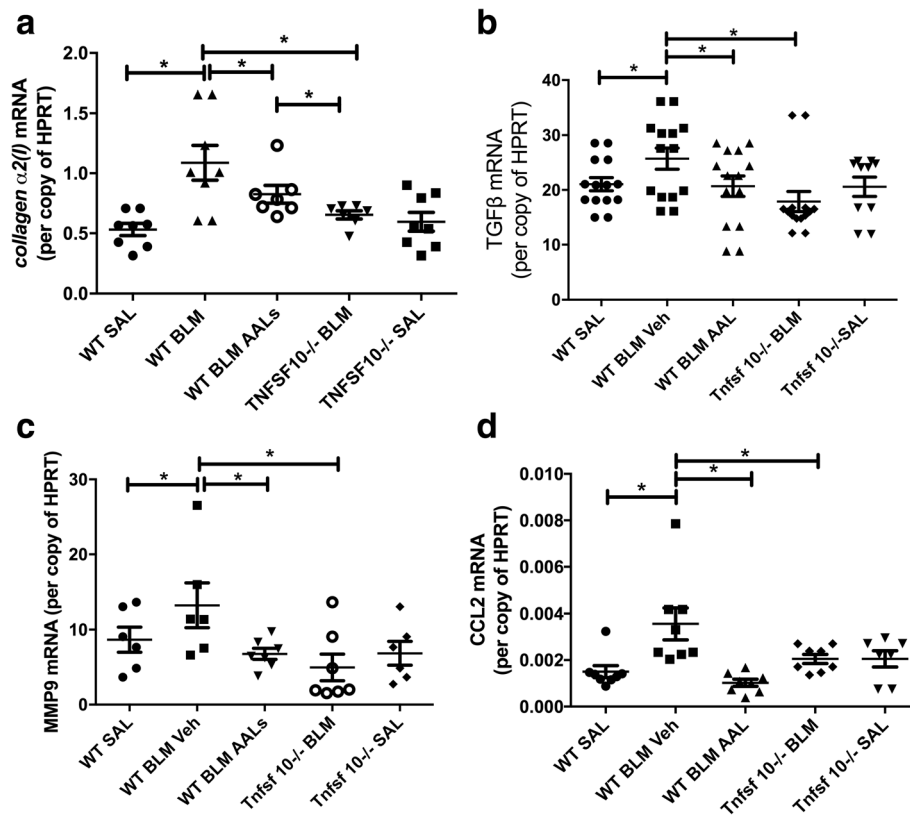 a
collagen α2(I) mRNA
(per copy of HPRT)
2.0
1.5
1.0
0.5
0.0
*
*
*
*
WT SAL
WT BLM
WT BLM AALs
TNFSF10-/- BLM
TNFSF10-/- SAL
b
TGFβ mRNA
(per copy of HPRT)
40
30
20
10
0
*
*
*
WT SAL
WT BLM Veh
WT BLM AAL
Tnfsf 10-/- BLM
Tnfsf 10-/-SAL
c
MMP9 mRNA (per copy of HPRT)
30
20
10
0
*
*
*
WT SAL
WT BLM Veh
WT BLM AALs
Tnfsf 10-/- BLM
Tnfsf 10-/- SAL
d
CCL2 mRNA
(per copy of HPRT)
0.010
0.008
0.006
0.004
0.002
0.000
*
*
*
WT SAL
WT BLM Veh
WT BLM AAL
Tnfsf 10-/- BLM
Tnfsf 10-/- SAL